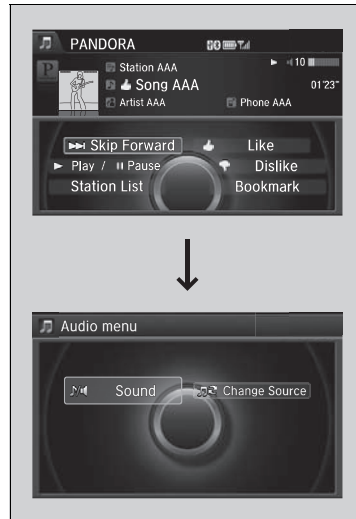 PANDORA
P
Station AAA
10
Song AAA
01'23"
Artist AAA
Phone AAA
Skip Forward
Like
Play / Pause
Dislike
Station List
Bookmark
Audio menu
Sound
Change Source